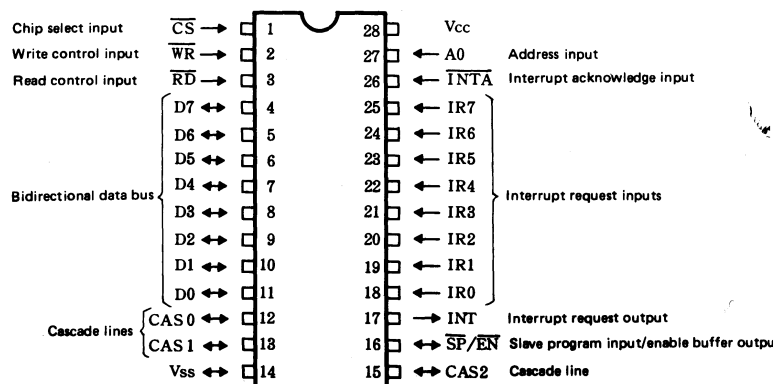 Chip select input CS → 1 28 Vcc
Write control input WR → 2 27 ← A0 Address input
Read control input RD → 3 26 ← INTA Interrupt acknowledge input
D7 ↔ 4 25 ← IR7
D6 ↔ 5 24 ← IR6
D5 ↔ 6 23 ← IR5
D4 ↔ 7 22 ← IR4
Bidirectional data bus Interrupt request inputs
D3 ↔ 8 21 ← IR3
D2 ↔ 9 20 ← IR2
D1 ↔ 10 19 ← IR1
D0 ↔ 11 18 ← IR0
CAS0 ↔ 12 17 → INT Interrupt request output
Cascade lines
CAS1 ↔ 13 16 ↔ SP/EN Slave program input/enable buffer outpu
Vss ↔ 14 15 ↔ CAS2 Cascade line